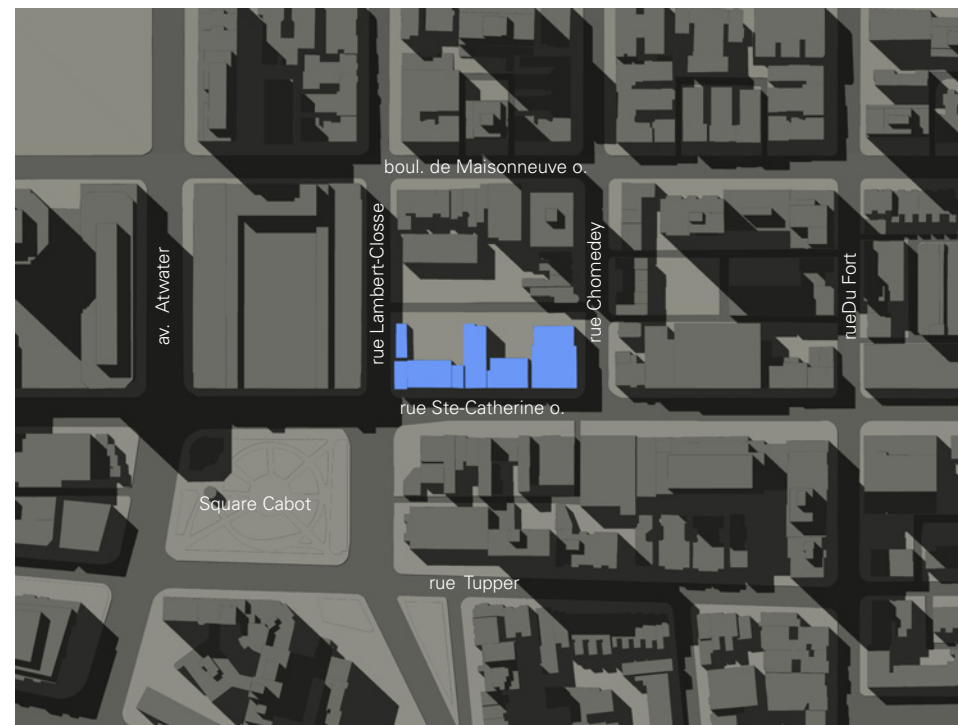 boul. de Maisonneuve o.
av. Atwater
rue Lambert-Closse
rue Chomedey
rueDu Fort
rue Ste-Catherine o.
Square Cabot
rue Tupper